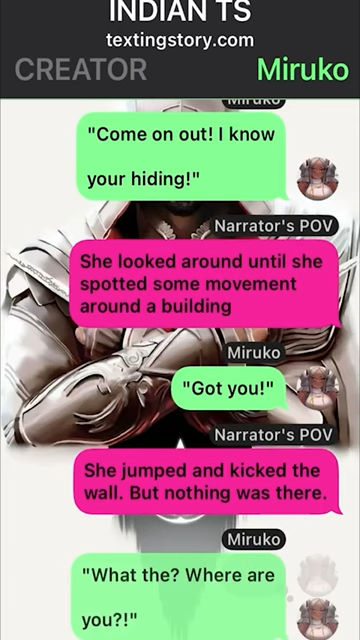 INDIAN TS
textingstory.com
CREATOR
Miruko
Miruko
"Come on out! I know
your hiding!"
Narrator's POV
She looked around until she
spotted some movement
around a building
Miruko
"Got you!"
Narrator's POV
She jumped and kicked the
wall. But nothing was there.
Miruko
"What the? Where are
you?!"